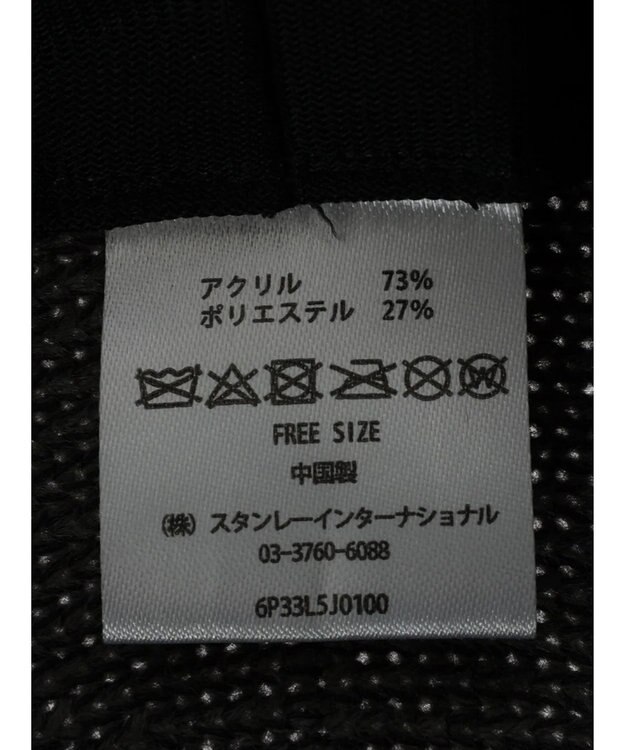 アクリル 73%
ポリエステル 27%
W
FREE SIZE
中国製
(株) スタンレーインターナショナル
03-3760-6088
6P33L5J0100